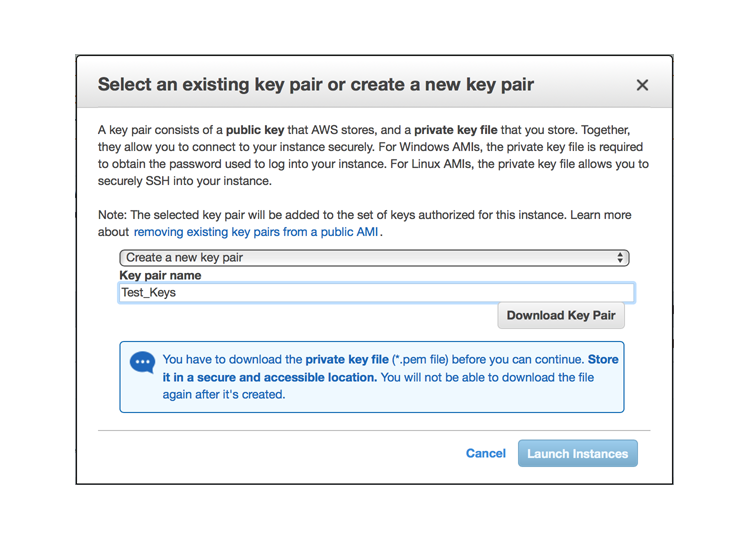 Select an existing key pair or create a new key pair
A key pair consists of a public key that AWS stores, and a private key file that you store. Together,
they allow you to connect to your instance securely. For Windows AMIs, the private key file is required
to obtain the password used to log into your instance. For Linux AMIs, the private key file allows you to
securely SSH into your instance.
Note: The selected key pair will be added to the set of keys authorized for this instance. Learn more
about removing existing key pairs from a public AMI.
Create a new key pair
Key pair name
Test_Keys
Download Key Pair
You have to download the private key file (*.pem file) before you can continue. Store
it in a secure and accessible location. You will not be able to download the file
again after it's created.
Cancel Launch Instances